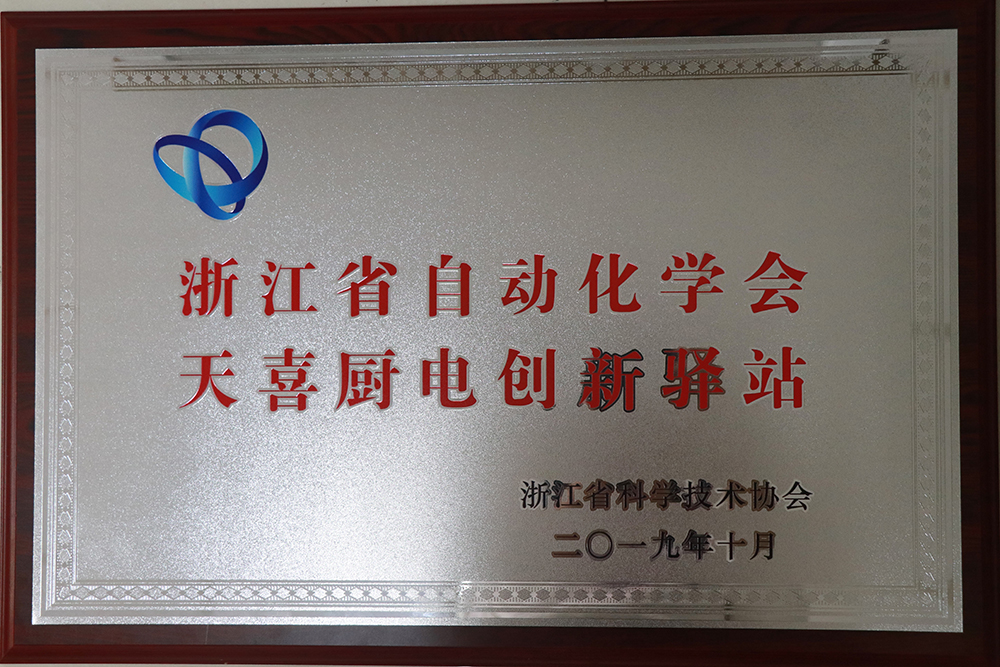 浙江省自动化学会
天喜厨电创新驿站
浙江省科学技术协会
二〇一九年十月